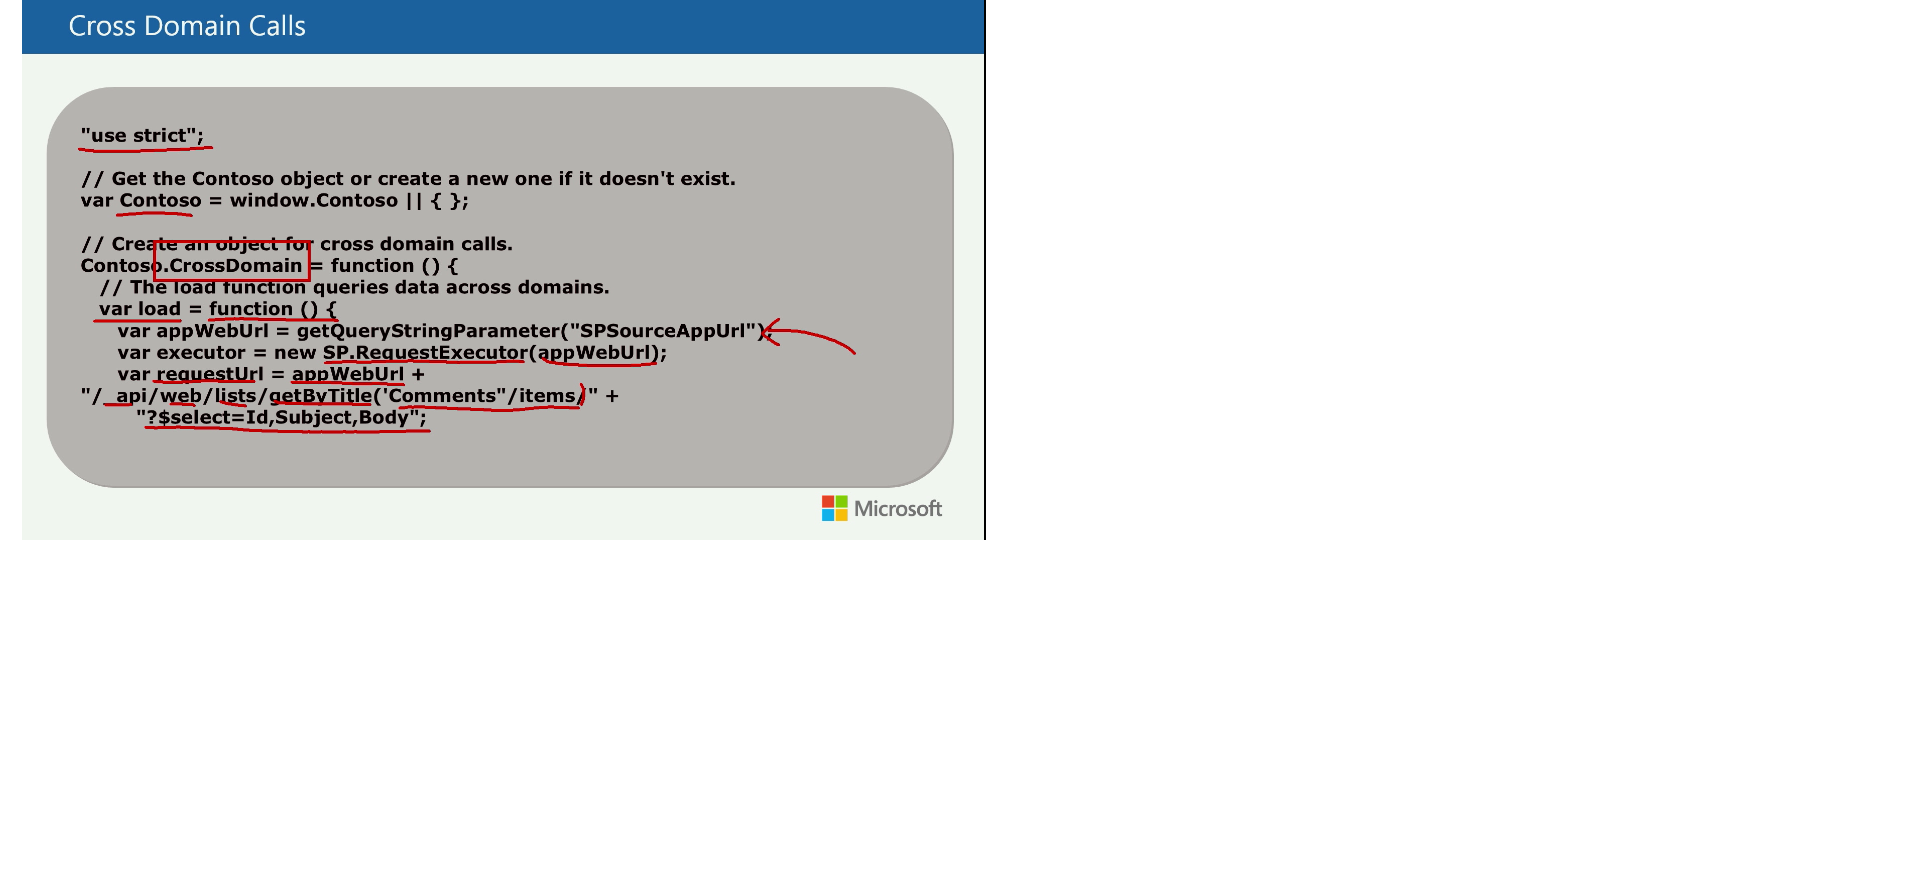 Cross Domain Calls
"use strict";
// Get the Contoso object or create a new one if it doesn't exist.
var Contoso = window.Contoso || { };
// Create an object for cross domain calls.
Contoso.CrossDomain = function () {
// The load function queries data across domains.
var load = function () {
var appWebUrl = getQueryStringParameter("SPSourceAppUrl");
var executor = new SP.RequestExecutor(appWebUrl);
var requestUrl = appWebUrl +
"/_api/web/lists/getByTitle('Comments"/items/" +
"?$select=Id,Subject,Body";
Microsoft